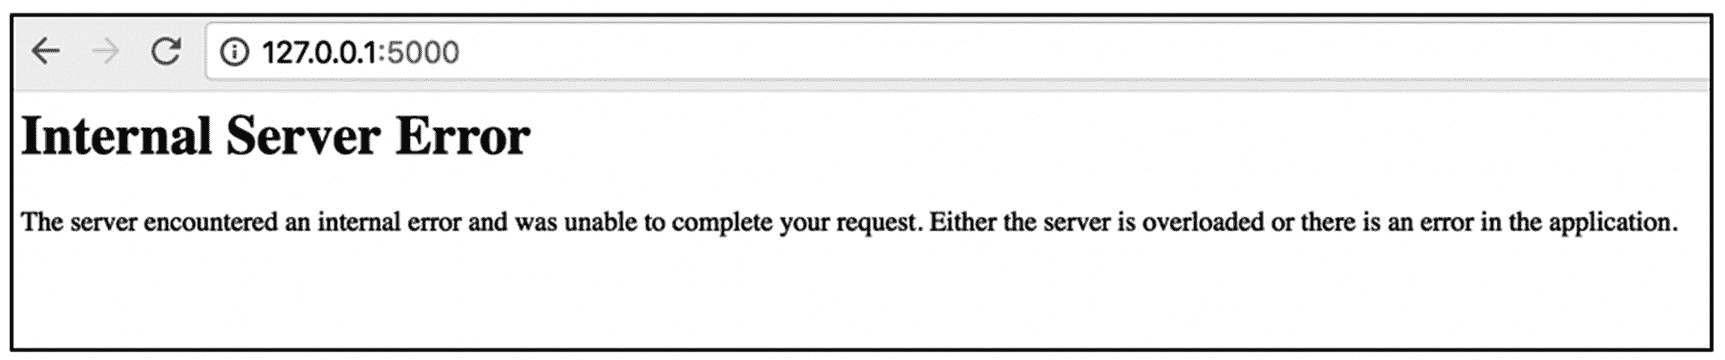 127.0.0.1:5000
Internal Server Error
The server encountered an internal error and was unable to complete your request. Either the server is overloaded or there is an error in the application.